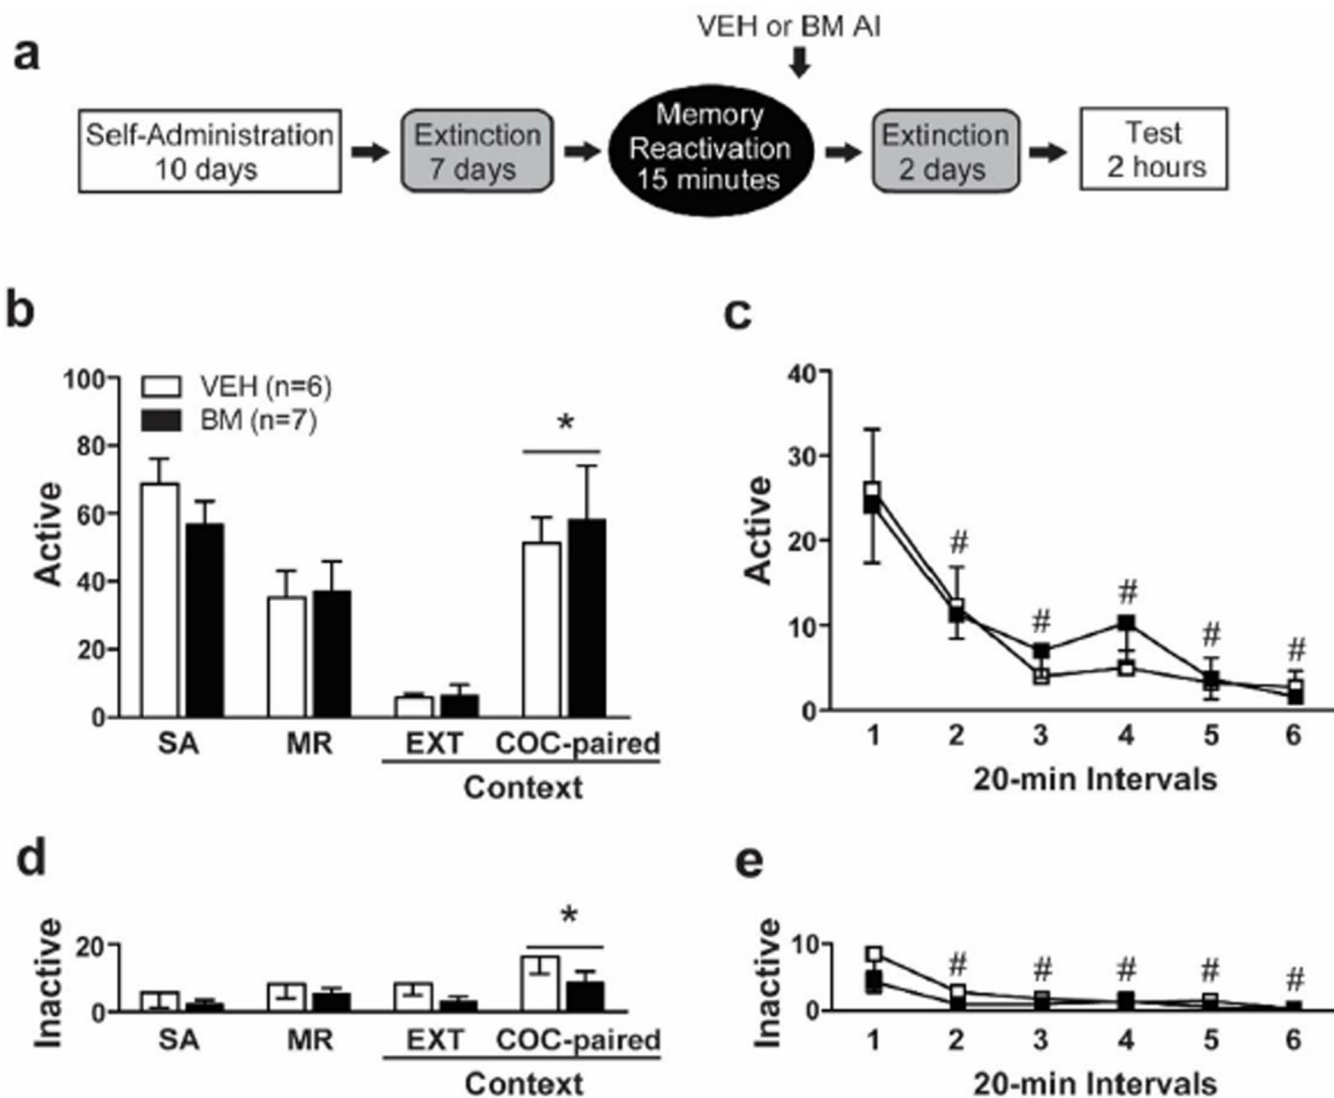 a
VEH or BM AI
Self-Administration
10 days
Extinction
7 days
Memory
Reactivation
15 minutes
Extinction
2 days
Test
2 hours
b
Active
100
80
60
40
20
0
VEH (n=6)
BM (n=7)
*
SA MR EXT COC-paired
Context
c
Active
40
30
20
10
0
# # # # #
1 2 3 4 5 6
20-min Intervals
d
Inactive
20
0
*
SA MR EXT COC-paired
Context
e
Inactive
10
0
# # # # #
1 2 3 4 5 6
20-min Intervals